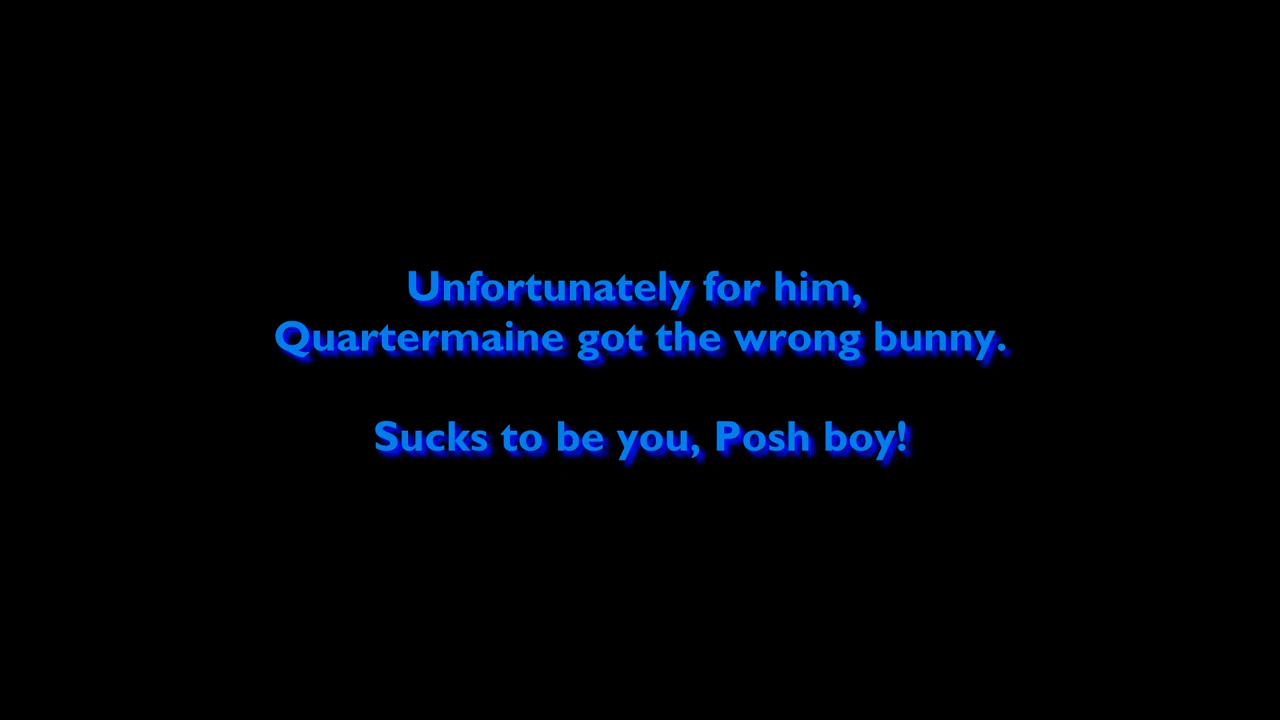 Unfortunately for him,
Quartermaine got the wrong bunny.
Sucks to be you, Posh boy!